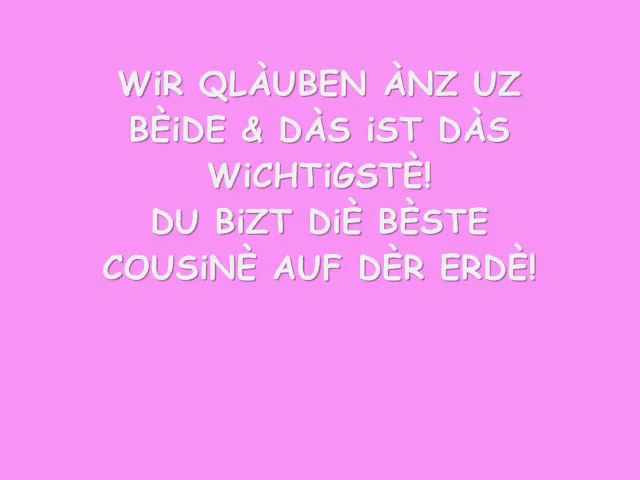 WiR QLÀUBEN ÀNZ UZ
BÈiDE & DÀS iST DÀS
WiCHTiGSTÈ!
DU BiZT DiÈ BÈSTE
COUSiNÈ AUF DÈR ERDÈ!